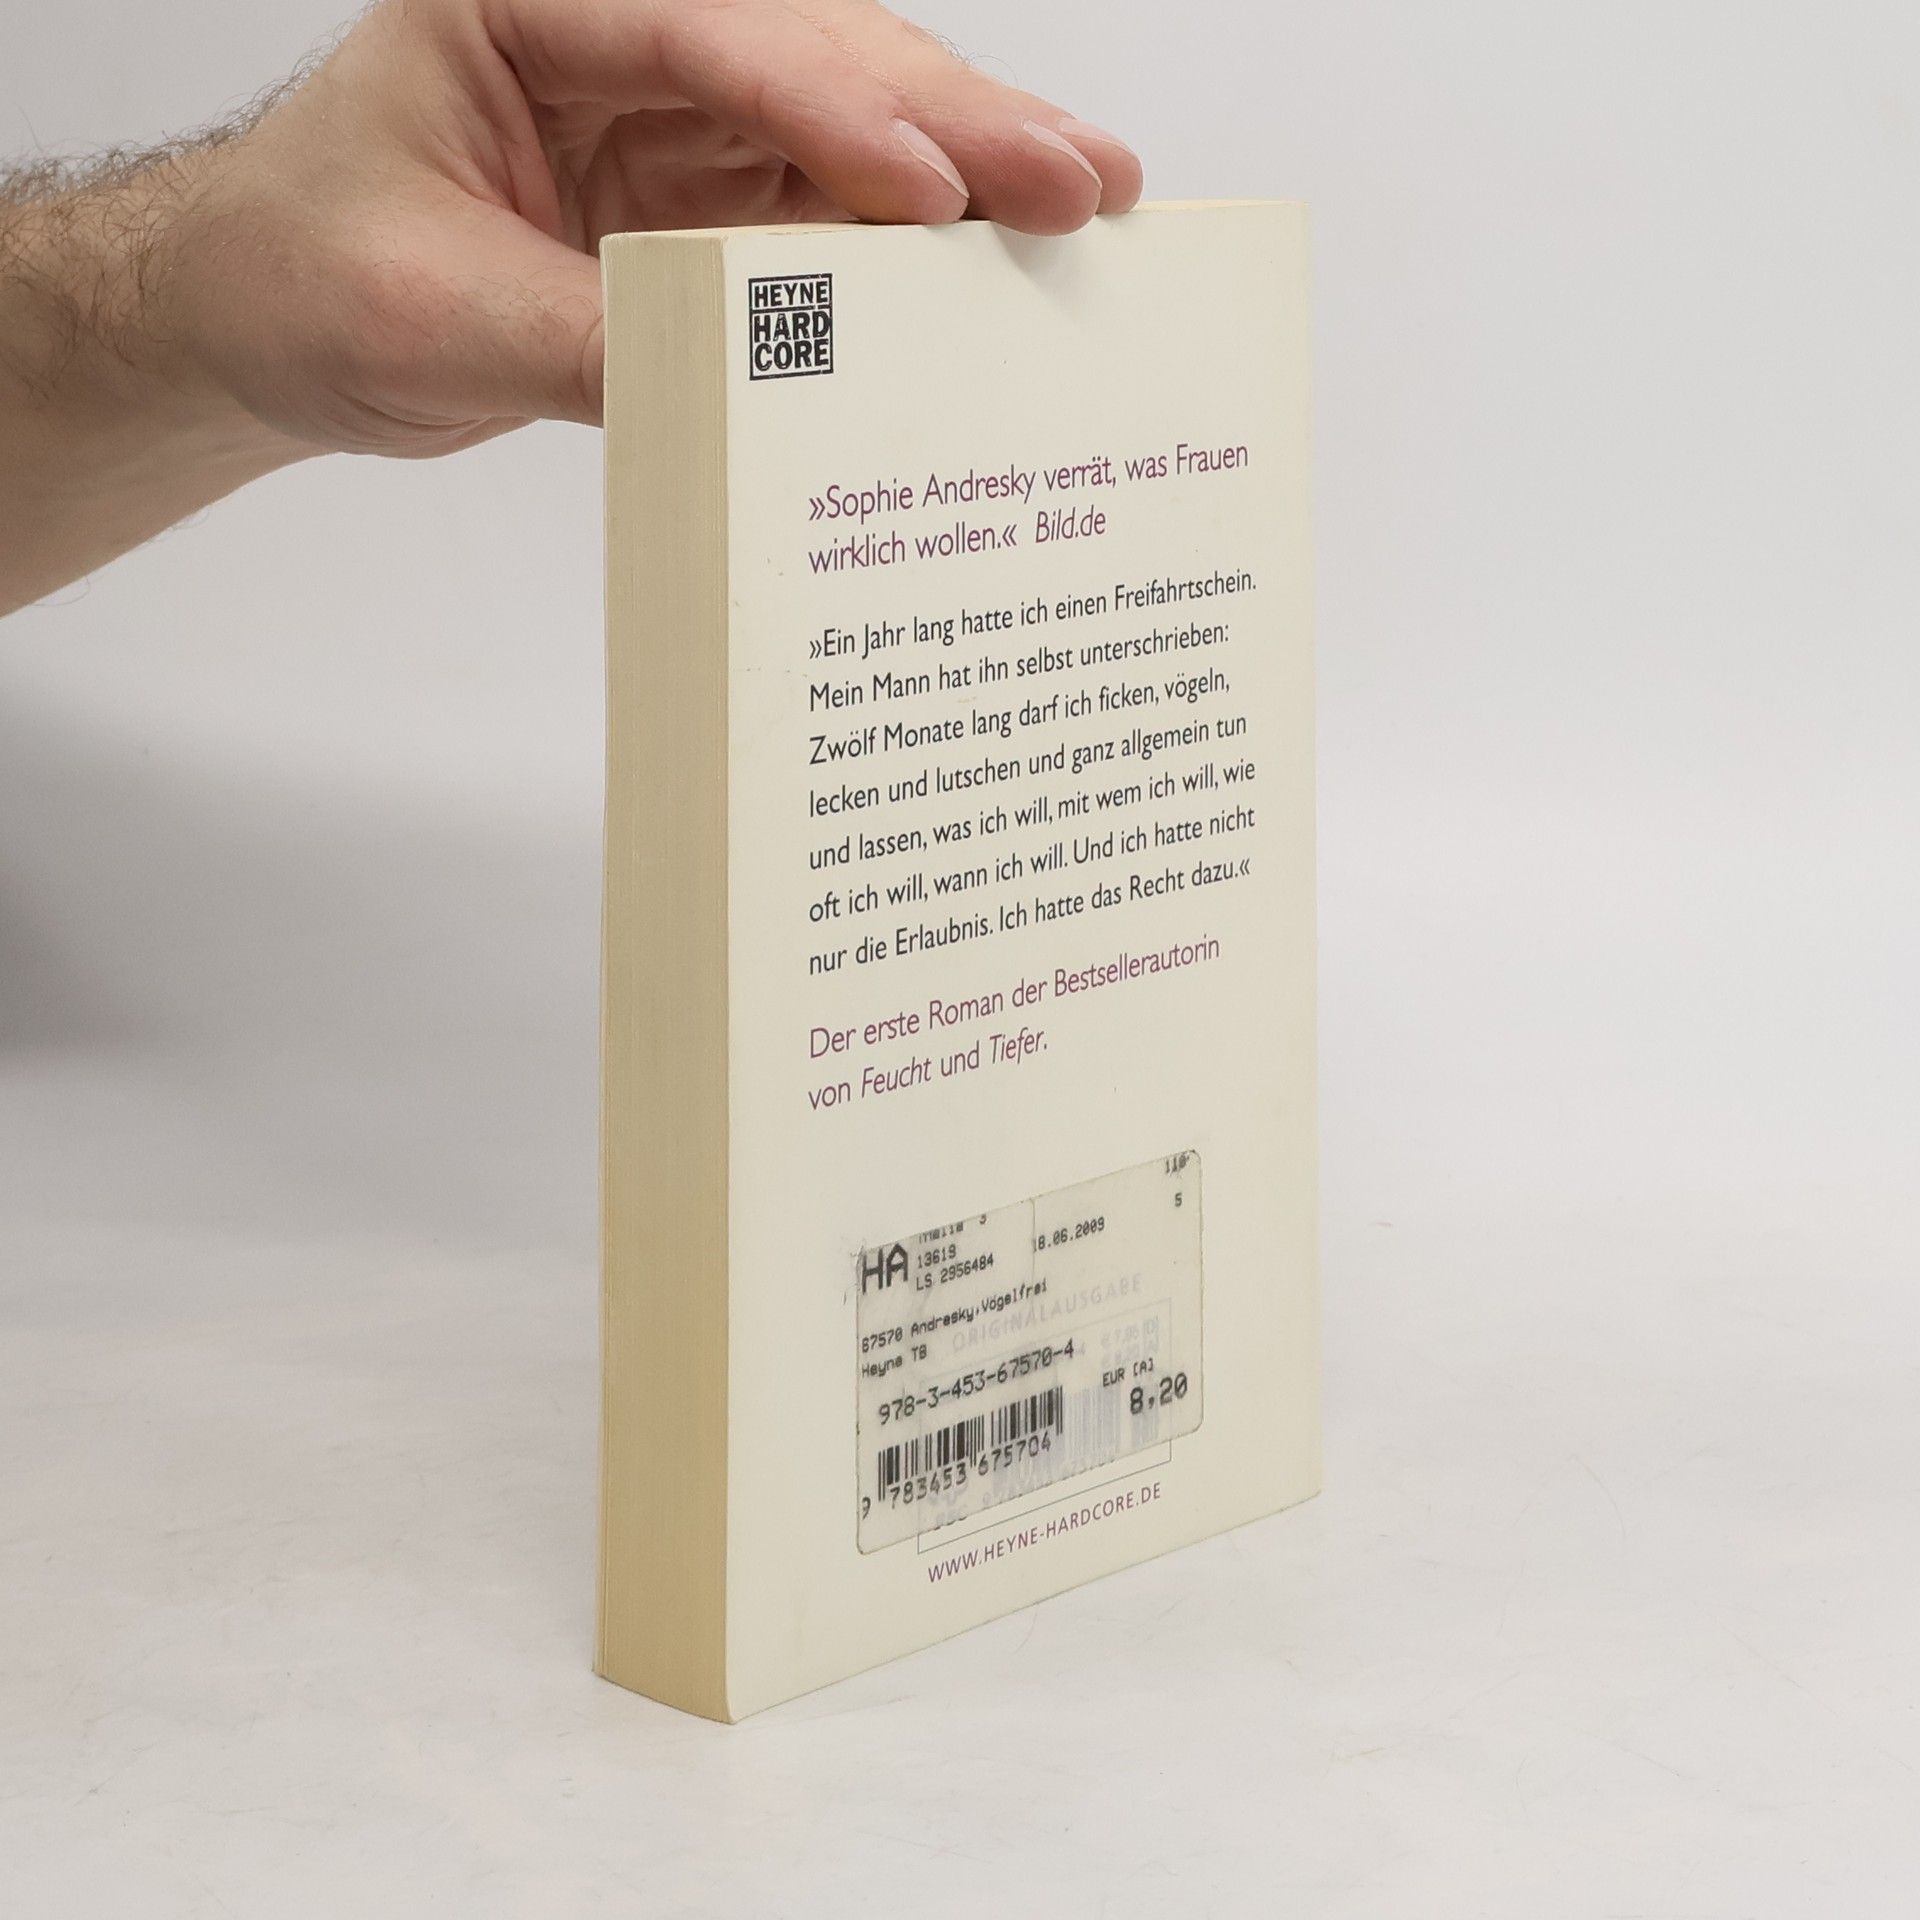 HEYNE
HARD
CORE
»Sophie Andresky verrät, was Frauen
wirklich wollen.« Bild.de
»Ein Jahr lang hatte ich einen Freifahrtschein.
Mein Mann hat ihn selbst unterschrieben:
Zwölf Monate lang darf ich ficken, vögeln,
lecken und lutschen und ganz allgemein tun
und lassen, was ich will, mit wem ich will, wie
oft ich will, wann ich will. Und ich hatte nicht
nur die Erlaubnis. Ich hatte das Recht dazu.«
Der erste Roman der Bestsellerautorin
von Feucht und Tiefer.
110
3
5
HA 13619 18.06.2009
LS 2956484
67570 Andresky,Vögelfrei
Heyne TB
ORIGINALAUSGABE
978-3-453-67570-4
EUR [A]
8,20
9 783453 675704
WWW.HEYNE-HARDCORE.DE